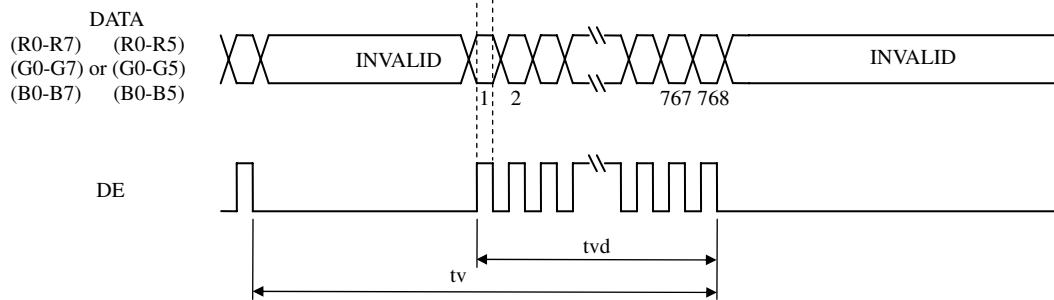 DATA
(R0-R7) (R0-R5)
(G0-G7) or (G0-G5)
(B0-B7) (B0-B5)
INVALID
INVALID
1 2 767 768
DE
tvd
tv